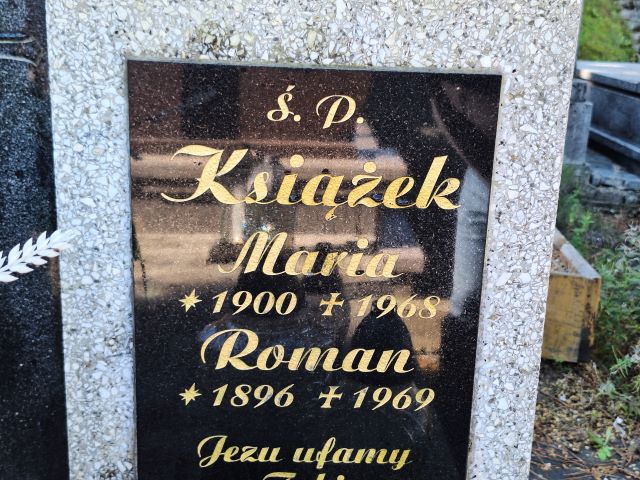 ś. p.
Książek
Maria
* 1900 + 1968
Roman
* 1896 + 1969
Jezu ufamy